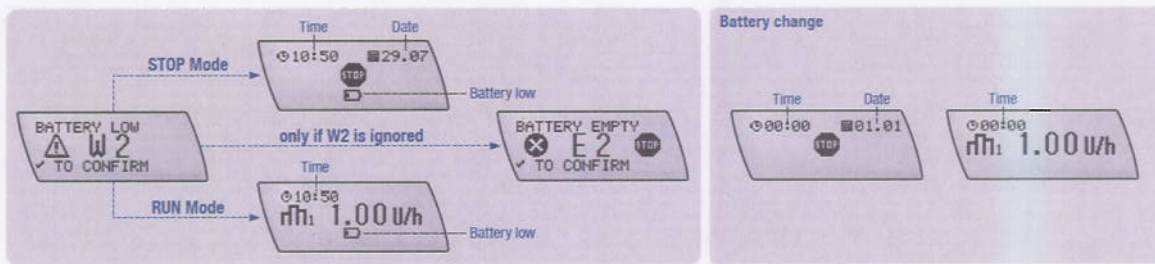 Time Date
STOP Mode
10:50 29.07
STOP
Battery low
BATTERY LOW
W2
✓ TO CONFIRM
only if W2 is ignored
BATTERY EMPTY
E2 STOP
✓ TO CONFIRM
RUN Mode
Time
10:50
1 1.00 U/h
Battery low
Battery change
Time Date
00:00 01.01
STOP
Time
00:00
1 1.00 U/h